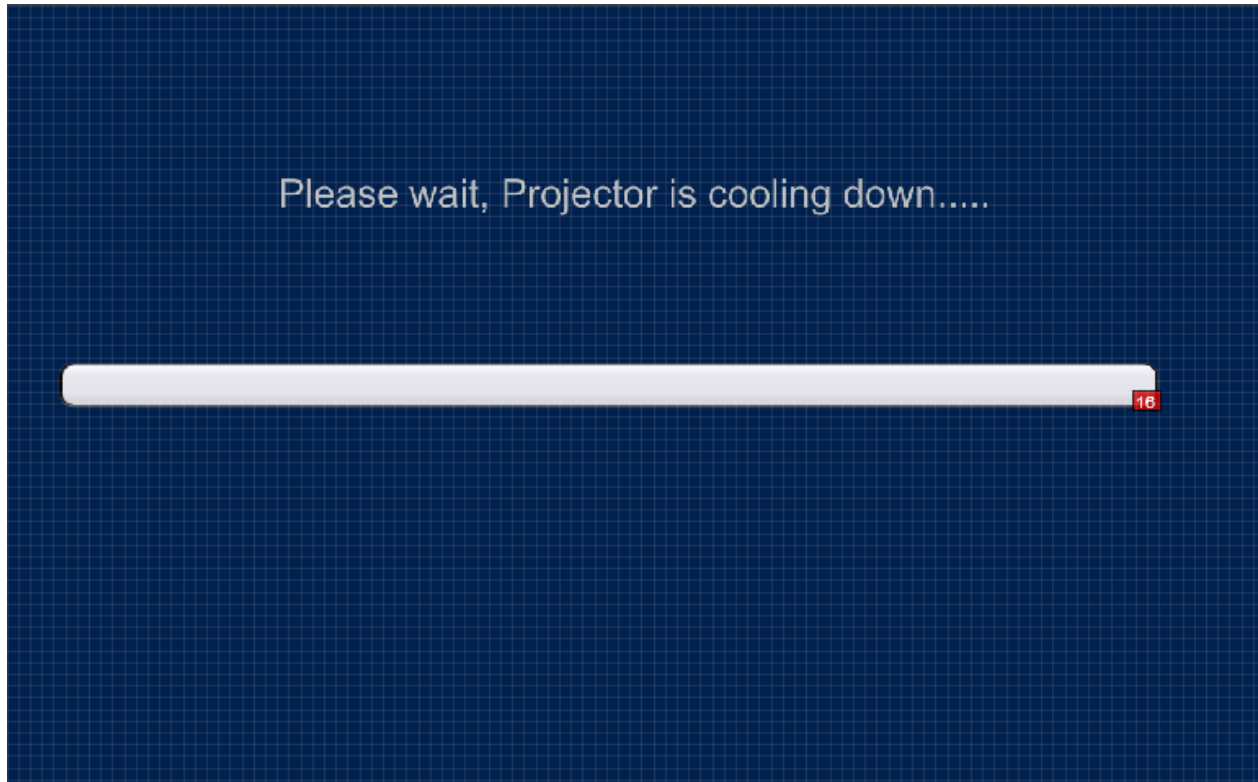 Please wait, Projector is cooling down.....
16